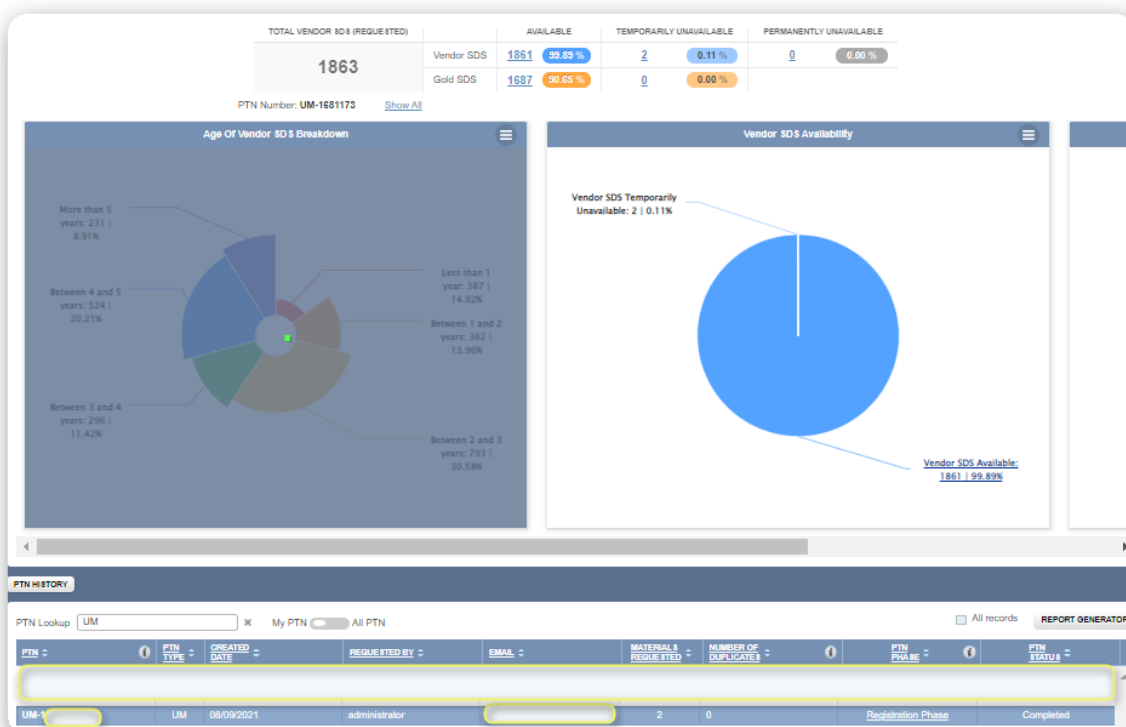 TOTAL VENDOR SDS (REQUESTED) AVAILABLE TEMPORARILY UNAVAILABLE PERMANENTLY UNAVAILABLE
1863
Vendor SDS 1861 99.89 % 2 0.11 % 0 0.00 %
Gold SDS 1687 90.65 % 0 0.00 %
PTN Number: UM-1681173 Show All
Age Of Vendor SDS Breakdown
More than 5
years: 231 |
8.91%
Between 4 and 5
years: 524 |
20.21%
Between 3 and 4
years: 296 |
11.42%
Less than 1
year: 387 |
14.92%
Between 1 and 2
years: 362 |
13.96%
Between 2 and 3
years: 793 |
30.58%
Vendor SDS Availability
Vendor SDS Temporarily
Unavailable: 2 | 0.11%
Vendor SDS Available:
1861 | 99.89%
PTN HISTORY
PTN Lookup UM My PTN All PTN All records REPORT GENERATOR
PTN PTN TYPE CREATED DATE REQUESTED BY EMAIL MATERIALS REQUESTED NUMBER OF DUPLICATES PTN PHASE PTN STATUS
UM-1 UM 08/09/2021 administrator 2 0 Registration Phase Completed